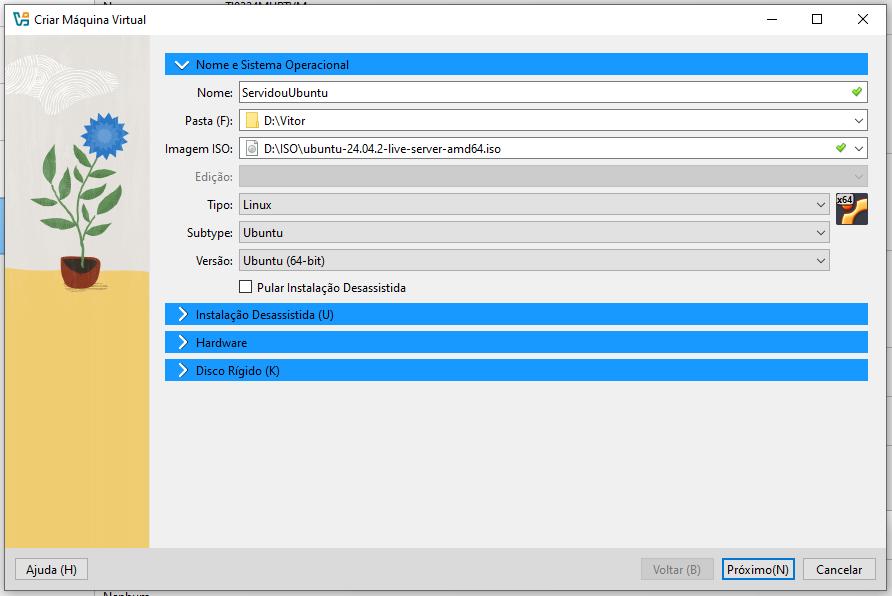 Criar Máquina Virtual
Nome e Sistema Operacional
Nome: ServidouUbuntu
Pasta (F): D:\Vitor
Imagem ISO: D:\ISO\ubuntu-24.04.2-live-server-amd64.iso
Edição:
Tipo: Linux
x64
Subtype: Ubuntu
Versão: Ubuntu (64-bit)
Pular Instalação Desassistida
Instalação Desassistida (U)
Hardware
Disco Rígido (K)
Ajuda (H) Voltar (B) Próximo(N) Cancelar